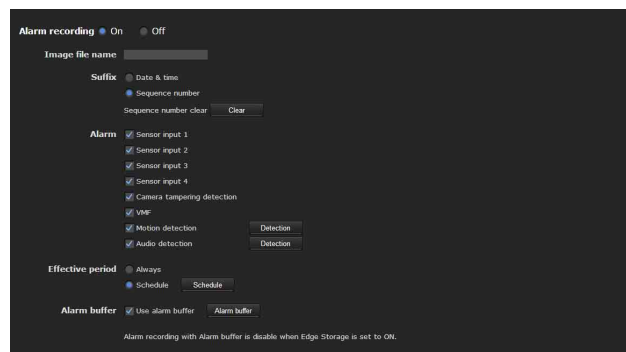 Alarm recording On Off
Image file name
Suffix Date & time
Sequence number
Sequence number clear Clear
Alarm Sensor input 1
Sensor input 2
Sensor input 3
Sensor input 4
Camera tampering detection
VMF
Motion detection Detection
Audio detection Detection
Effective period Always
Schedule Schedule
Alarm buffer Use alarm buffer Alarm buffer
Alarm recording with Alarm buffer is disable when Edge Storage is set to ON.